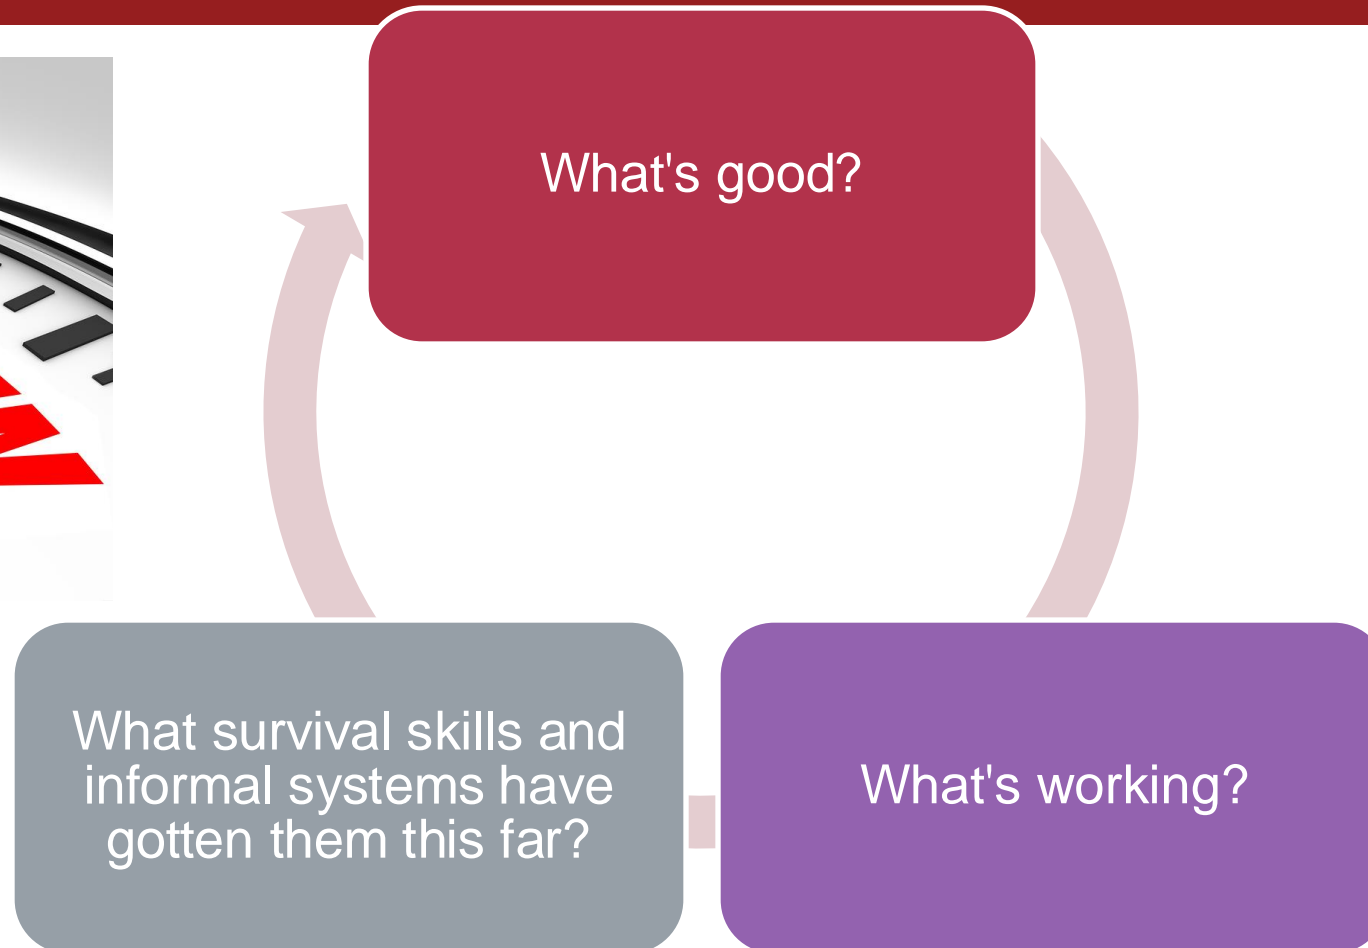 What's good?
What's working?
What survival skills and
informal systems have
gotten them this far?